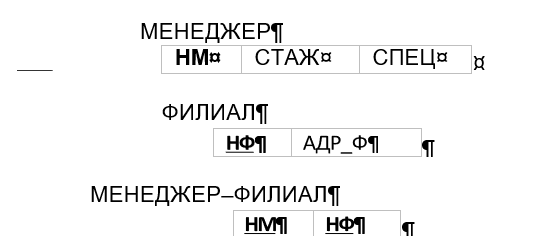 МЕНЕДЖЕР¶
НМ¤ СТАЖ¤ СПЕЦ¤ ¤
ФИЛИАЛ¶
НФ¶ АДР_Ф¶ ¶
МЕНЕДЖЕР–ФИЛИАЛ¶
НМ¶ НФ¶ ¶